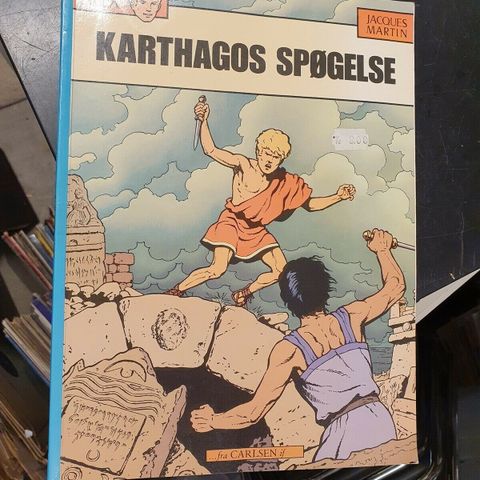 JACQUES
MARTIN
KARTHAGOS SPØGELSE
...fra CARLSEN if